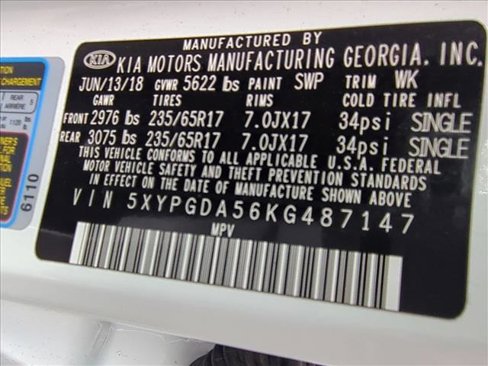 MANUFACTURED BY
KIA KIA MOTORS MANUFACTURING GEORGIA. INC.
JUN/13/18 GVWR 5622 lbs PAINT SWP TRIM WK
GAWR TIRES RIMS COLD TIRE INFL
FRONT 2976 lbs 235/65R17 7.0JX17 34psi SINGLE
REAR 3075 lbs 235/65R17 7.0JX17 34psi SINGLE
THIS VEHICLE CONFORMS TO ALL APPLICABLE U.S.A. FEDERAL
MOTOR VEHICLE SAFETY AND THEFT PREVENTION STANDARDS
IN EFFECT ON THE DATE OF MANUFACTURE SHOWN ABOVE.
VIN 5XYPGDA56KG487147
MPV
REAR
5
6110